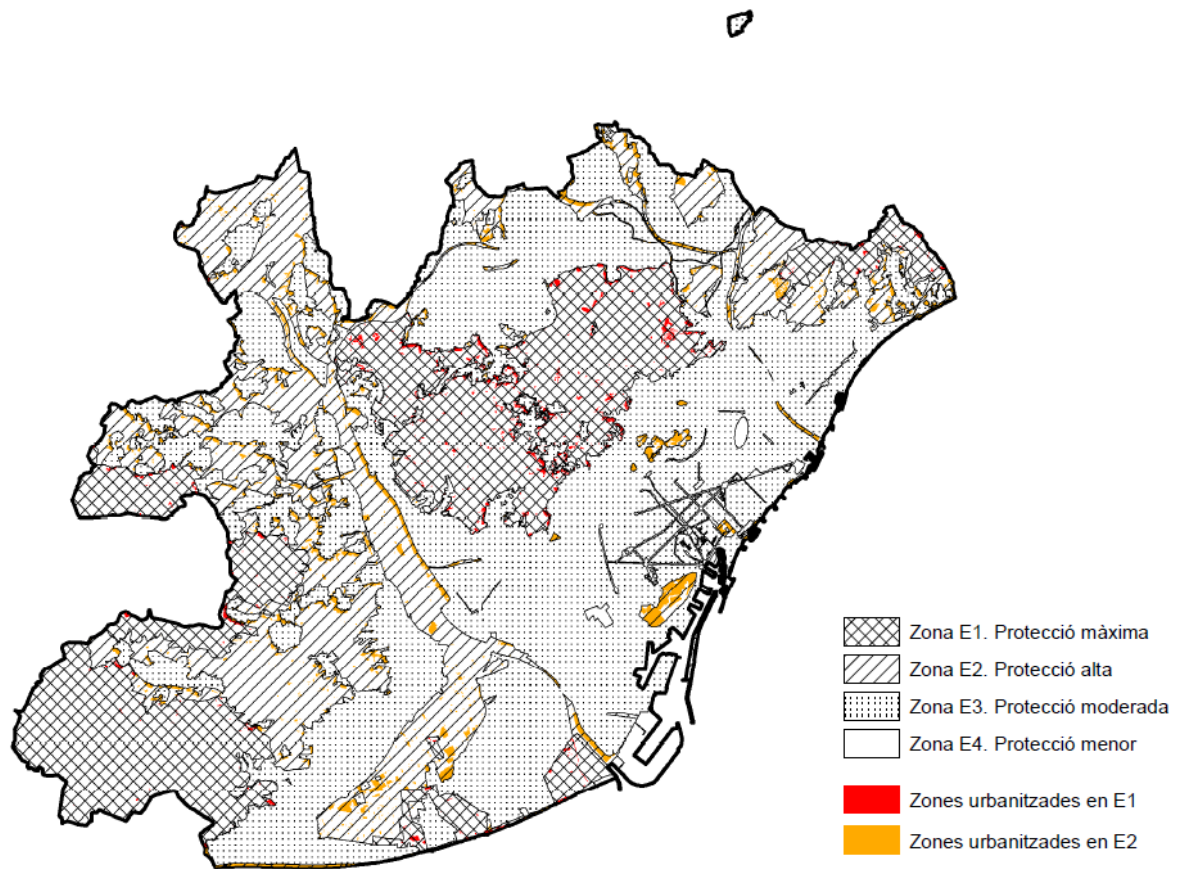 Zona E1. Protecció màxima
Zona E2. Protecció alta
Zona E3. Protecció moderada
Zona E4. Protecció menor
Zones urbanitzades en E1
Zones urbanitzades en E2